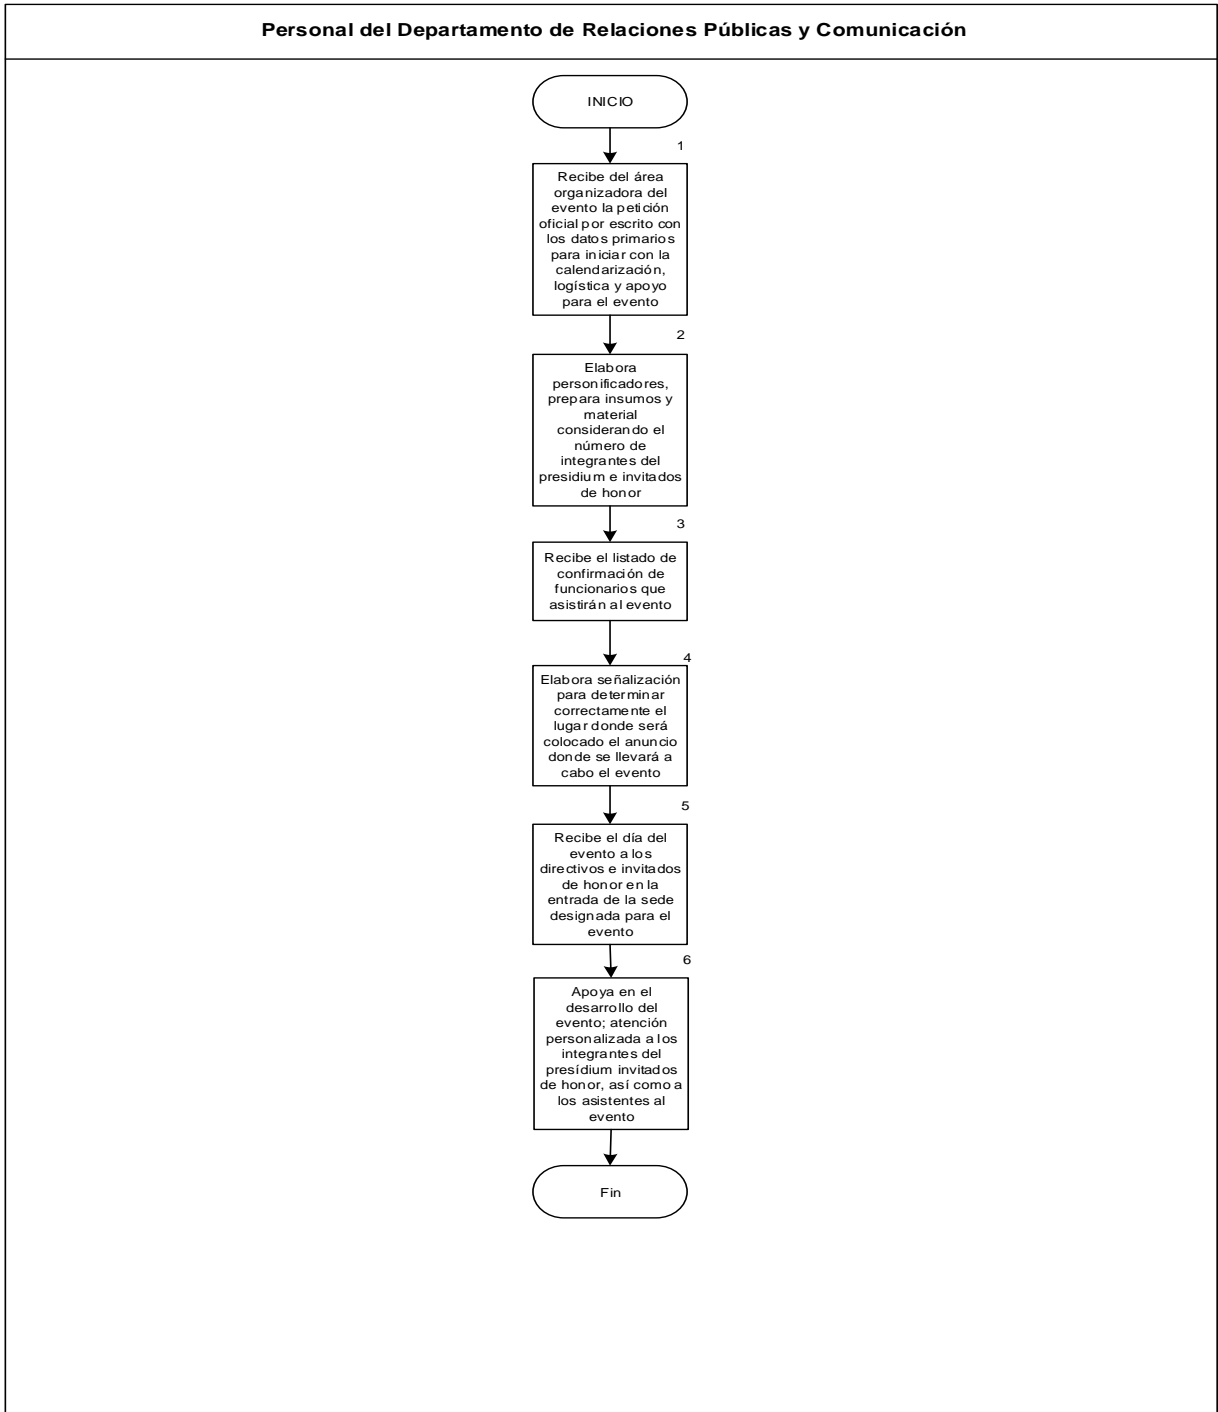 Personal del Departamento de Relaciones Públicas y Comunicación
INICIO
1
Recibe del área
organizadora del
evento la petición
oficial por escrito con
los datos primarios
para iniciar con la
calendarización,
logística y apoyo
para el evento
2
Elabora
personificadores,
prepara insumos y
material
considerando el
número de
integrantes del
presidium e invitados
de honor
3
Recibe el listado de
confirmación de
funcionarios que
asistirán al evento
4
Elabora señalización
para determinar
correctamente el
lugar donde será
colocado el anuncio
donde se llevará a
cabo el evento
5
Recibe el día del
evento a los
directivos e invitados
de honor en la
entrada de la sede
designada para el
evento
6
Apoya en el
desarrollo del
evento; atención
personalizada a los
integrantes del
presídium invitados
de honor, así como a
los asistentes al
evento
Fin